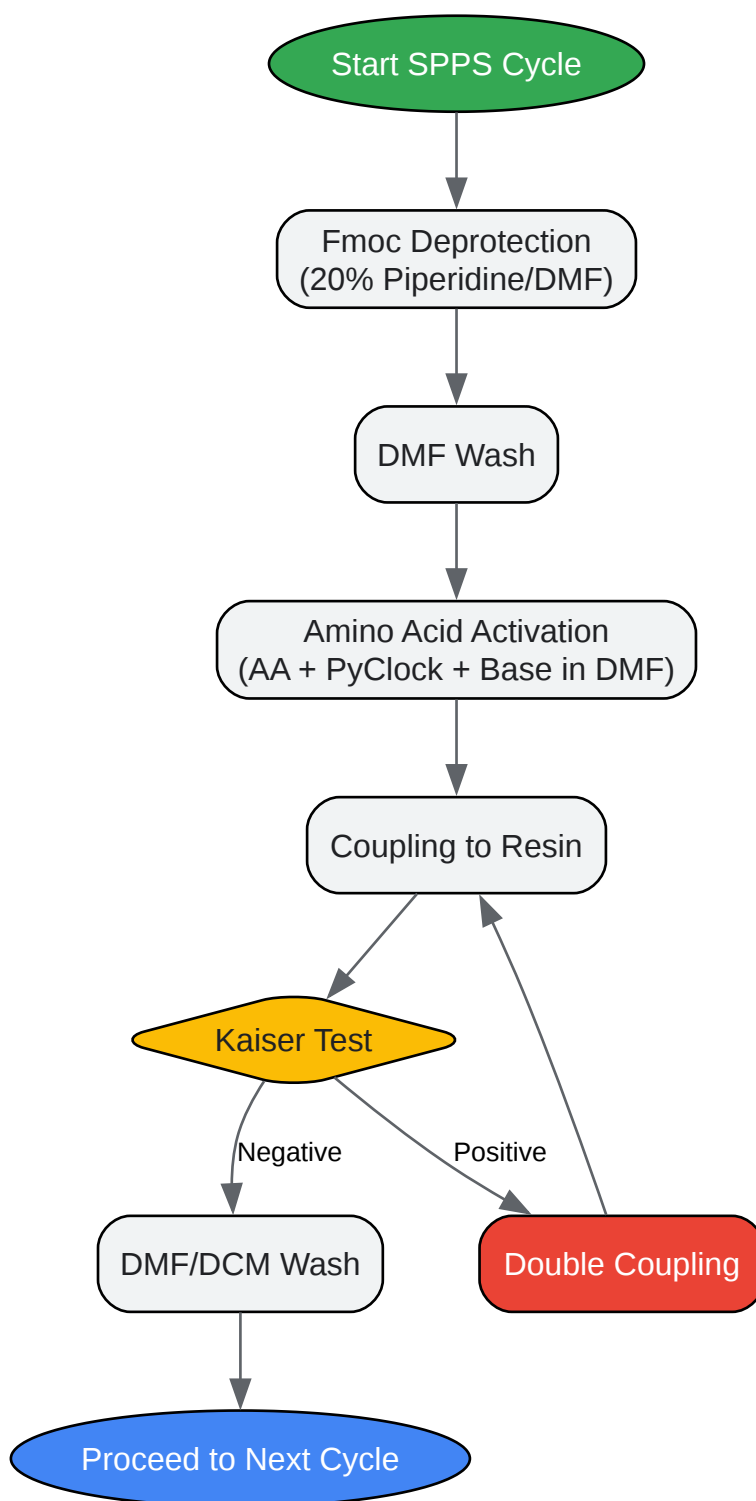 Start SPPS Cycle
Fmoc Deprotection
(20% Piperidine/DMF)
DMF Wash
Amino Acid Activation
(AA + PyClock + Base in DMF)
Coupling to Resin
Kaiser Test
Negative
Positive
DMF/DCM Wash
Double Coupling
Proceed to Next Cycle